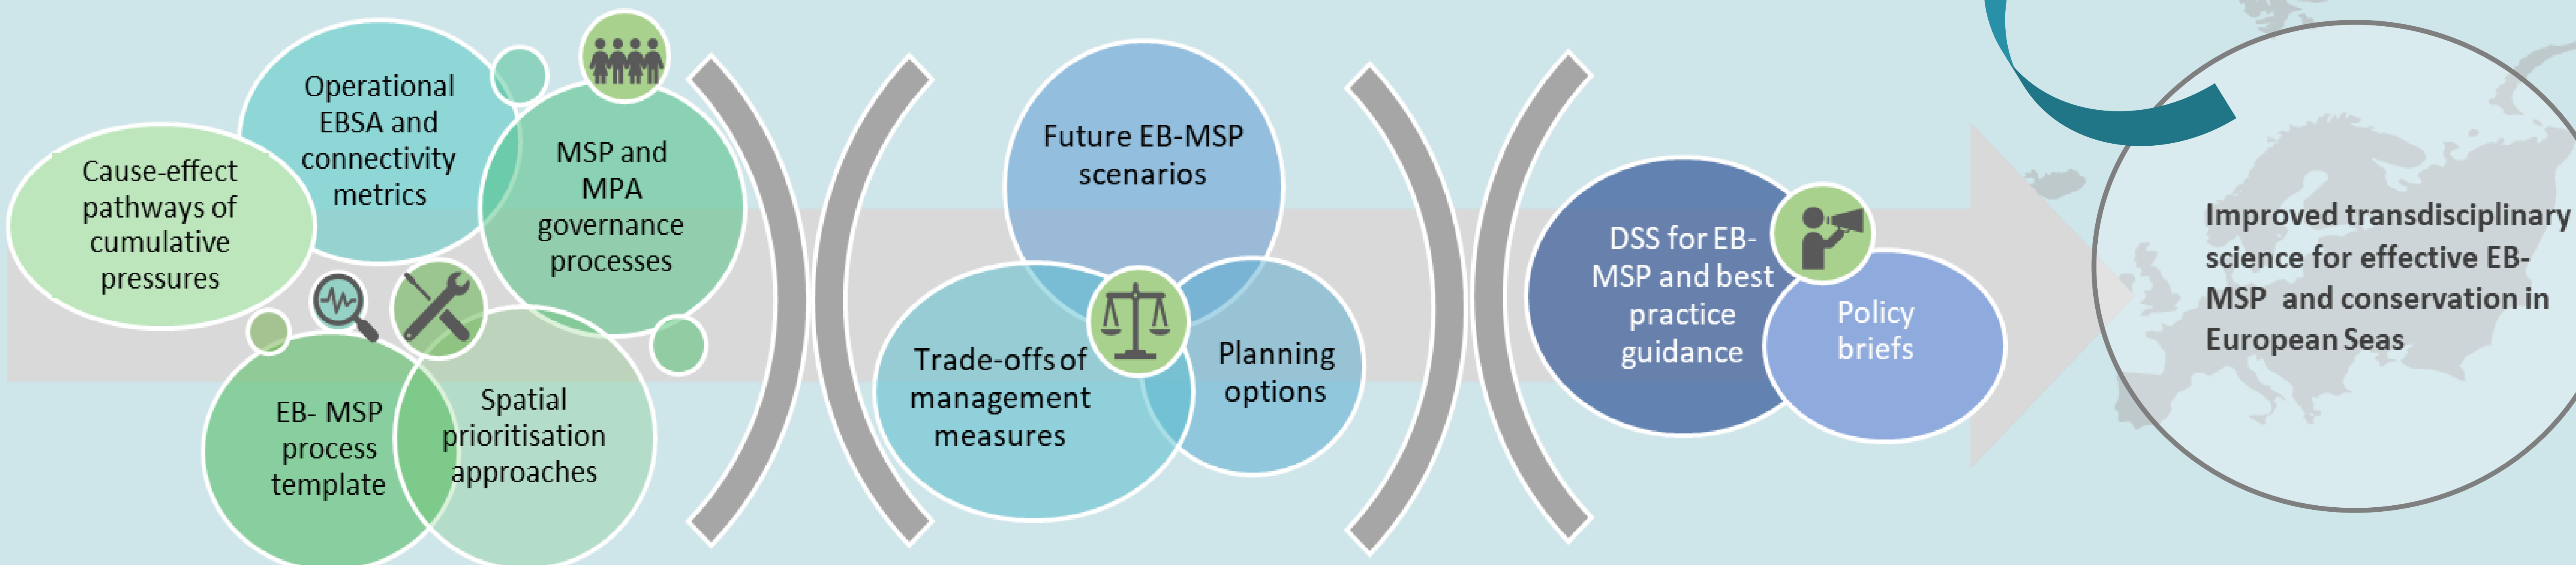 Cause-effect
pathways of
cumulative
pressures
Operational
EBSA and
connectivity
metrics
MSP and
MPA
governance
processes
EB- MSP
process
template
Spatial
prioritisation
approaches
Future EB-MSP
scenarios
Trade-offs of
management
measures
Planning
options
DSS for EB-
MSP and best
practice
guidance
Policy
briefs
Improved transdisciplinary
science for effective EB-
MSP and conservation in
European Seas